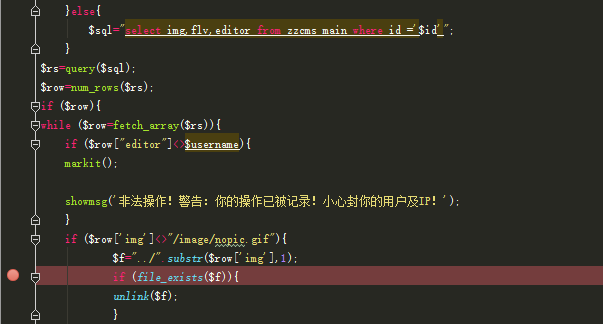 }else{
$sql="select img,flv,editor from zzcms_main where id ='$id'";
}
$rs=query($sql);
$row=num_rows($rs);
if ($row){
while ($row=fetch_array($rs)){
if ($row["editor"]<>$username){
markit();
showmsg('非法操作！警告：你的操作已被记录！小心封你的用户及IP！');
}
if ($row['img']<>"/image/nopic.gif"){
$f="../".substr($row['img'],1);
if (file_exists($f)){
unlink($f);
}